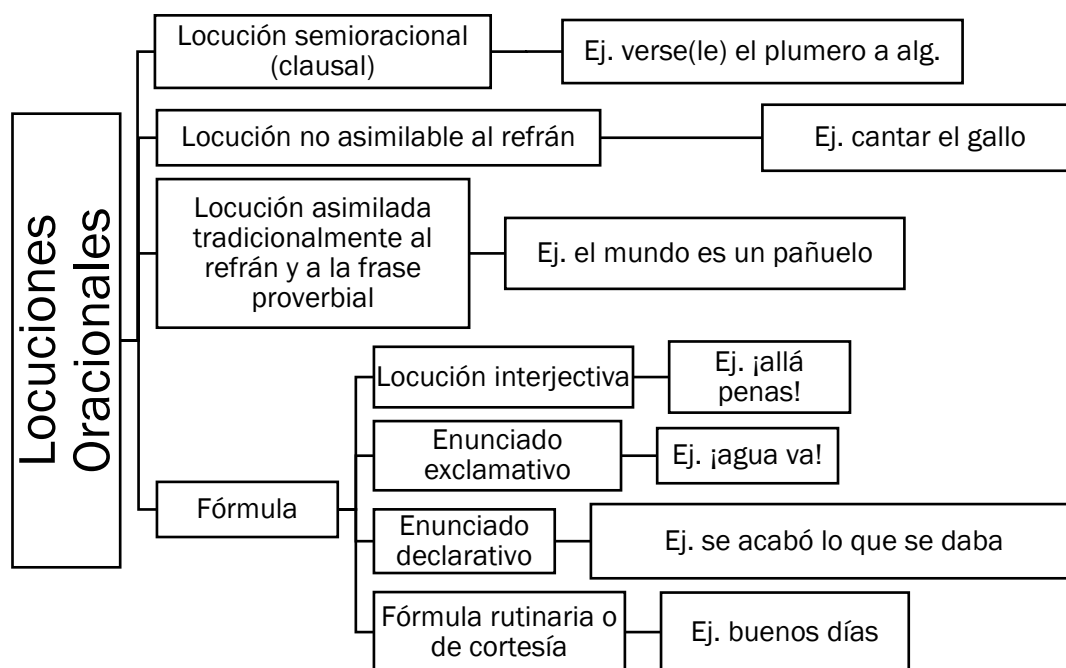 Locuciones
Oracionales
Locución semioracional
(clausal)
Ej. verse(le) el plumero a alg.
Locución no asimilable al refrán
Ej. cantar el gallo
Locución asimilada
tradicionalmente al
refrán y a la frase
proverbial
Ej. el mundo es un pañuelo
Fórmula
Locución interjectiva
Ej. ¡allá
penas!
Enunciado
exclamativo
Ej. ¡agua va!
Enunciado
declarativo
Ej. se acabó lo que se daba
Fórmula rutinaria o
de cortesía
Ej. buenos días